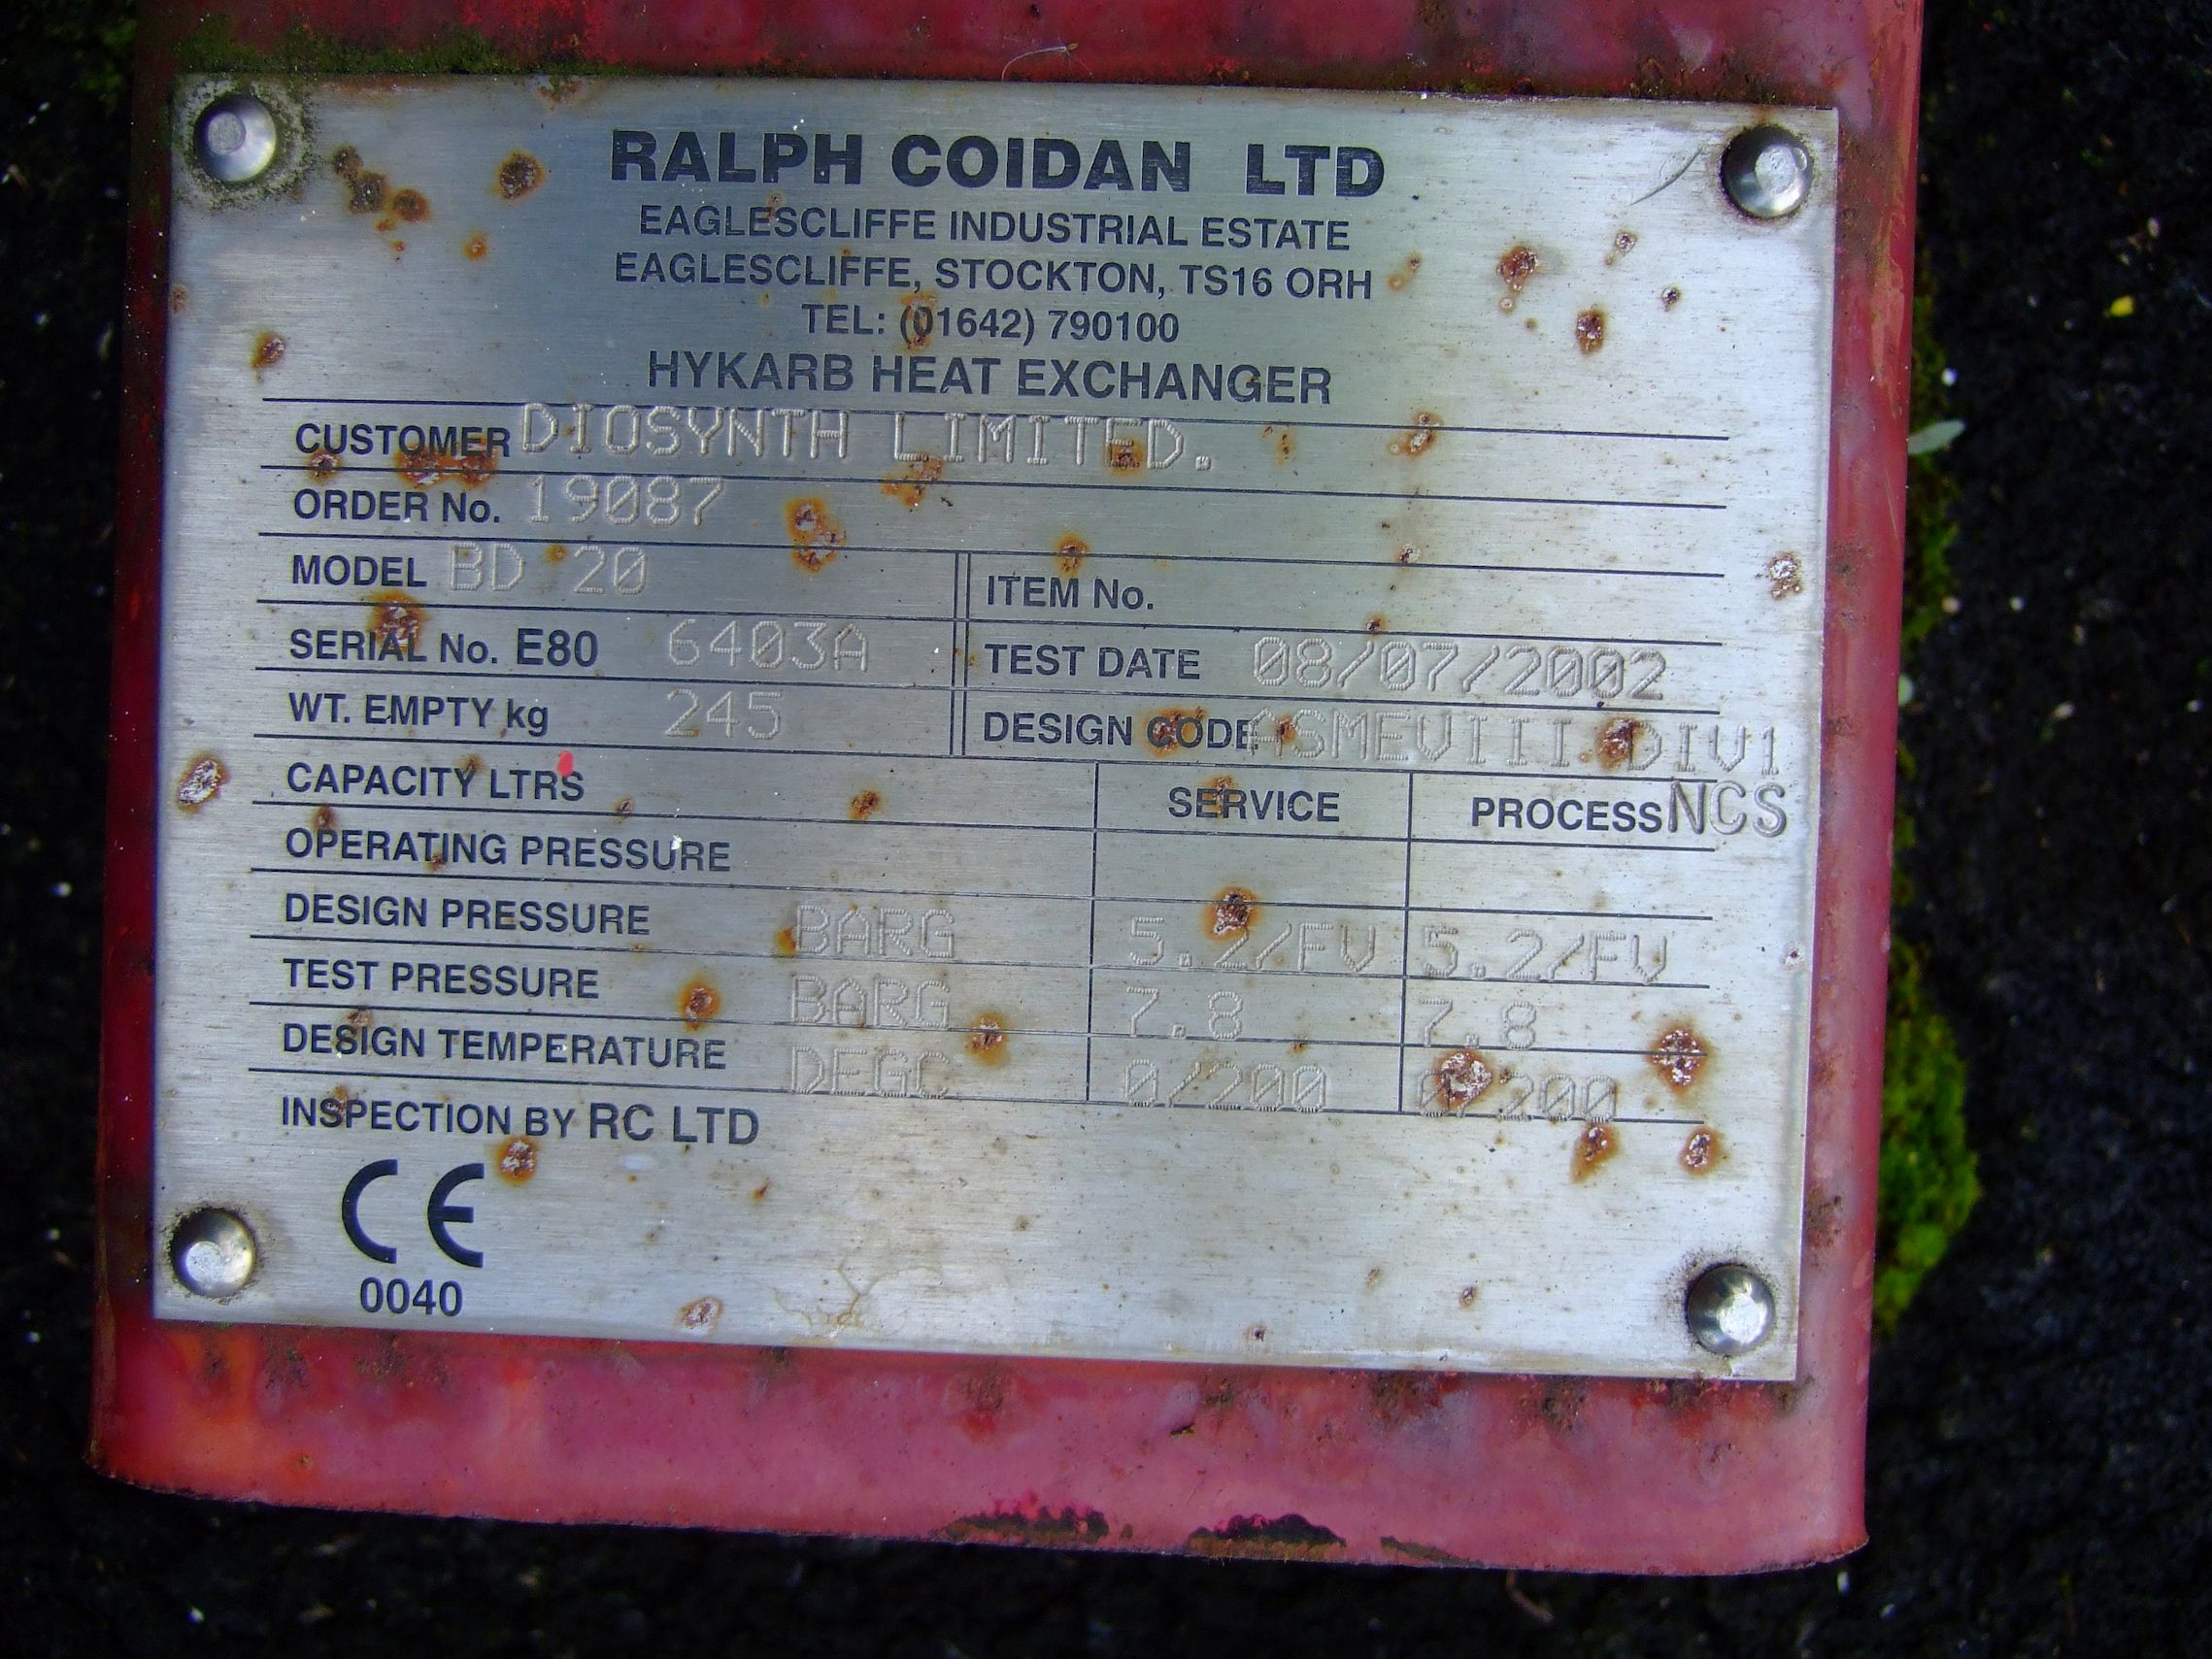 RALPH COIDAN LTD
EAGLESCLIFFE INDUSTRIAL ESTATE
EAGLESCLIFFE, STOCKTON, TS16 ORH
TEL: (01642) 790100
HYKARB HEAT EXCHANGER
CUSTOMER DIOSYNTH LIMITED.
ORDER No. 19087
MODEL BD 20 ITEM No.
SERIAL No. E80 6403A TEST DATE 08/07/2002
WT. EMPTY kg 245 DESIGN CODE ASMEVIII DIV1
CAPACITY LTRS SERVICE PROCESS NCS
OPERATING PRESSURE
DESIGN PRESSURE BARG 5.2/FV 5.2/FV
TEST PRESSURE BARG 7.8 7.8
DESIGN TEMPERATURE DEGC 0/200 0/200
INSPECTION BY RC LTD
CE
0040